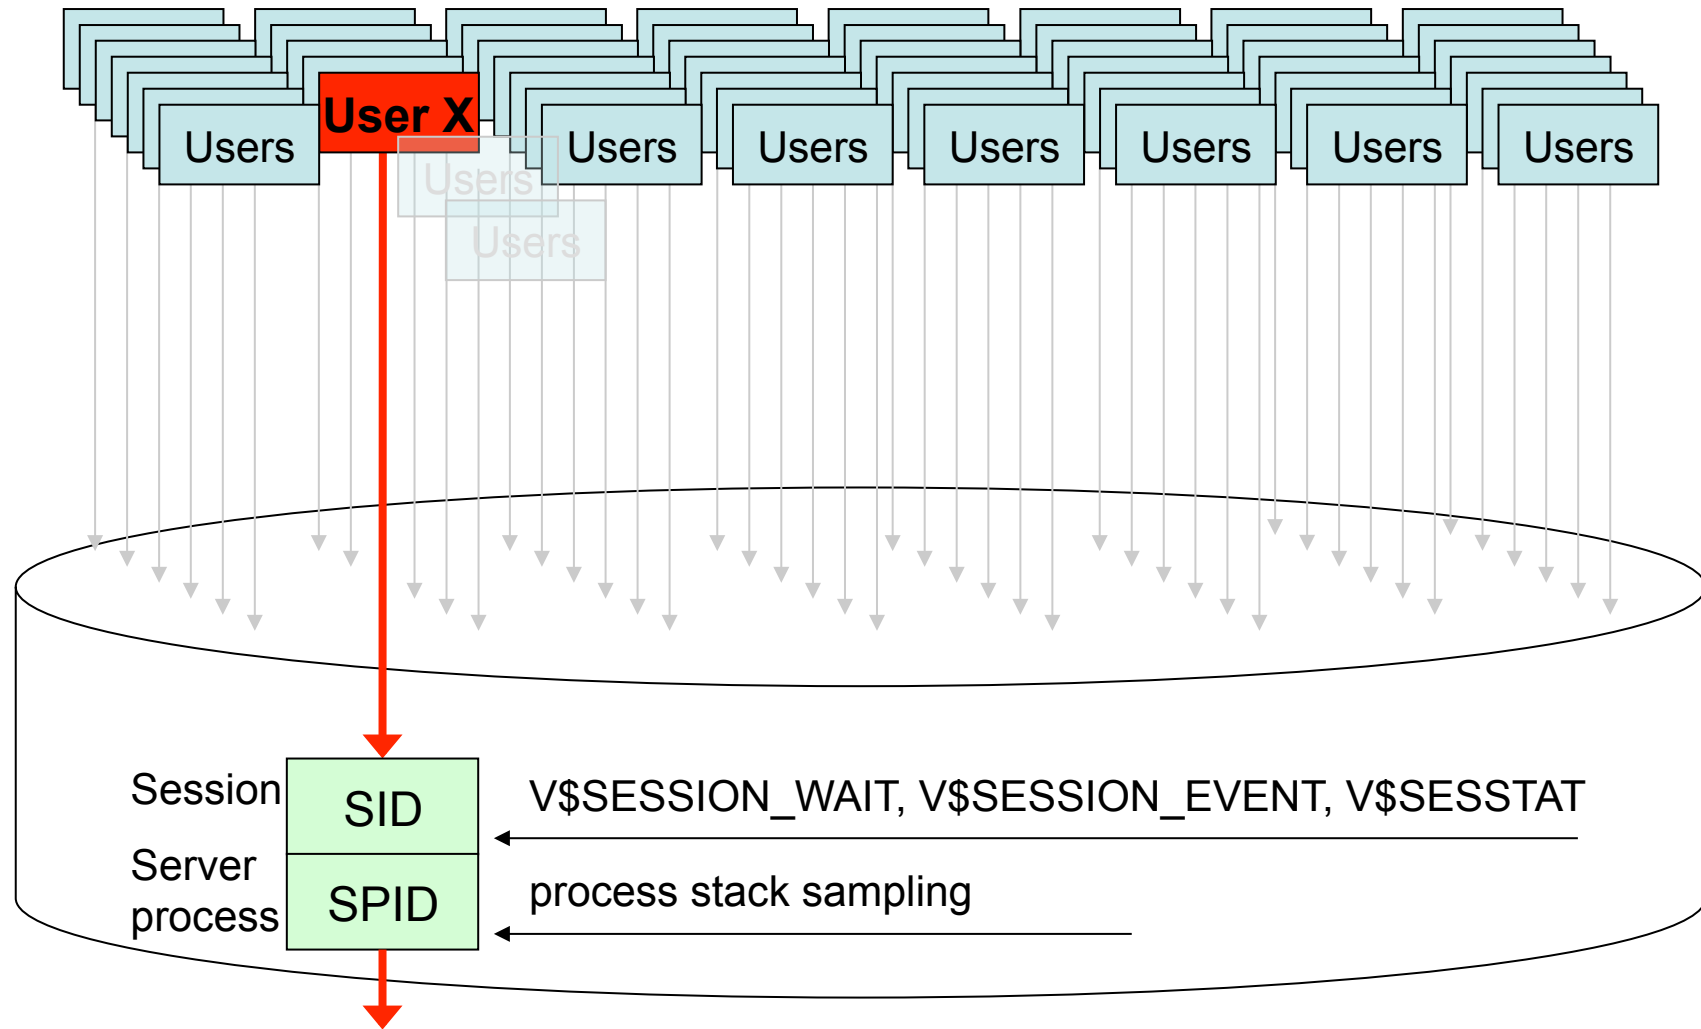 User X
Users
Users
Users
Users
Users
Users
Users
Users
Users
Session
SID
V$SESSION_WAIT, V$SESSION_EVENT, V$SESSTAT
Server
process
SPID
process stack sampling